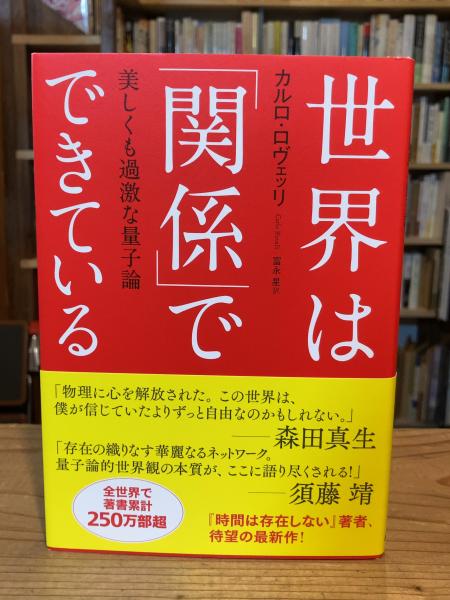 世界は
「関係」で
できている
美しくも過激な量子論
カルロ・ロヴェッリ
Carlo Rovelli
冨永 星 訳
「物理に心を解放された。この世界は、
僕が信じていたよりずっと自由なのかもしれない。」
──森田真生
「存在の織りなす華麗なるネットワーク。
量子論的世界観の本質が、ここに語り尽くされる!」
──須藤 靖
全世界で
著書累計
250万部超
『時間は存在しない』著者、
待望の最新作!